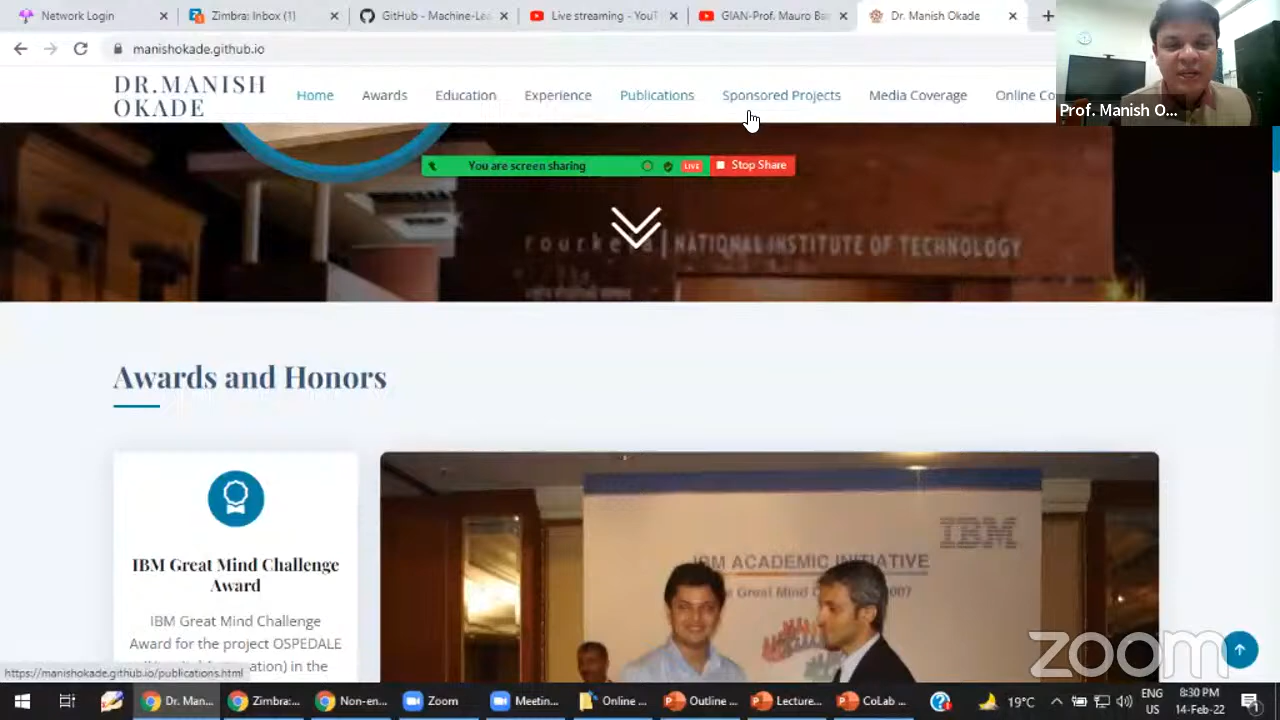 Network Login
Zimbra: Inbox (1)
GitHub - Machine-Lea
Live streaming - YouT
GIAN-Prof. Mauro Ba
Dr. Manish Okade
manishokade.github.io
DR.MANISH
OKADE
Home
Awards
Education
Experience
Publications
Sponsored Projects
Media Coverage
Online Co
Prof. Manish O...
You are screen sharing
LIVE
Stop Share
rourkela | NATIONAL INSTITUTE OF TECHNOLOGY
Awards and Honors
IBM
IBM ACADEMIC INITIATIVE
Great Mind
IBM Great Mind Challenge
Award
IBM Great Mind Challenge
Award for the project OSPEDALE
in the
https://manishokade.github.io/publications.html
zoom
Dr. Man...
Zimbra:...
Non-en...
Zoom
Meetin...
Online ...
Outline ...
Lecture...
CoLab ...
19°C
ENG
US
8:30 PM
14-Feb-22
1